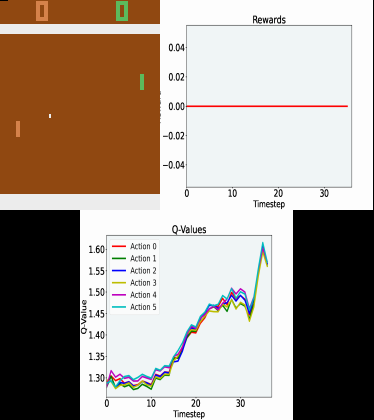 0 0
Rewards
0.04
0.02
0.00
−0.02
−0.04
0 10 20 30
Timestep
Q-Values
1.60
1.55
1.50
1.45
1.40
1.35
1.30
Q-Value
Action 0
Action 1
Action 2
Action 3
Action 4
Action 5
0 10 20 30
Timestep